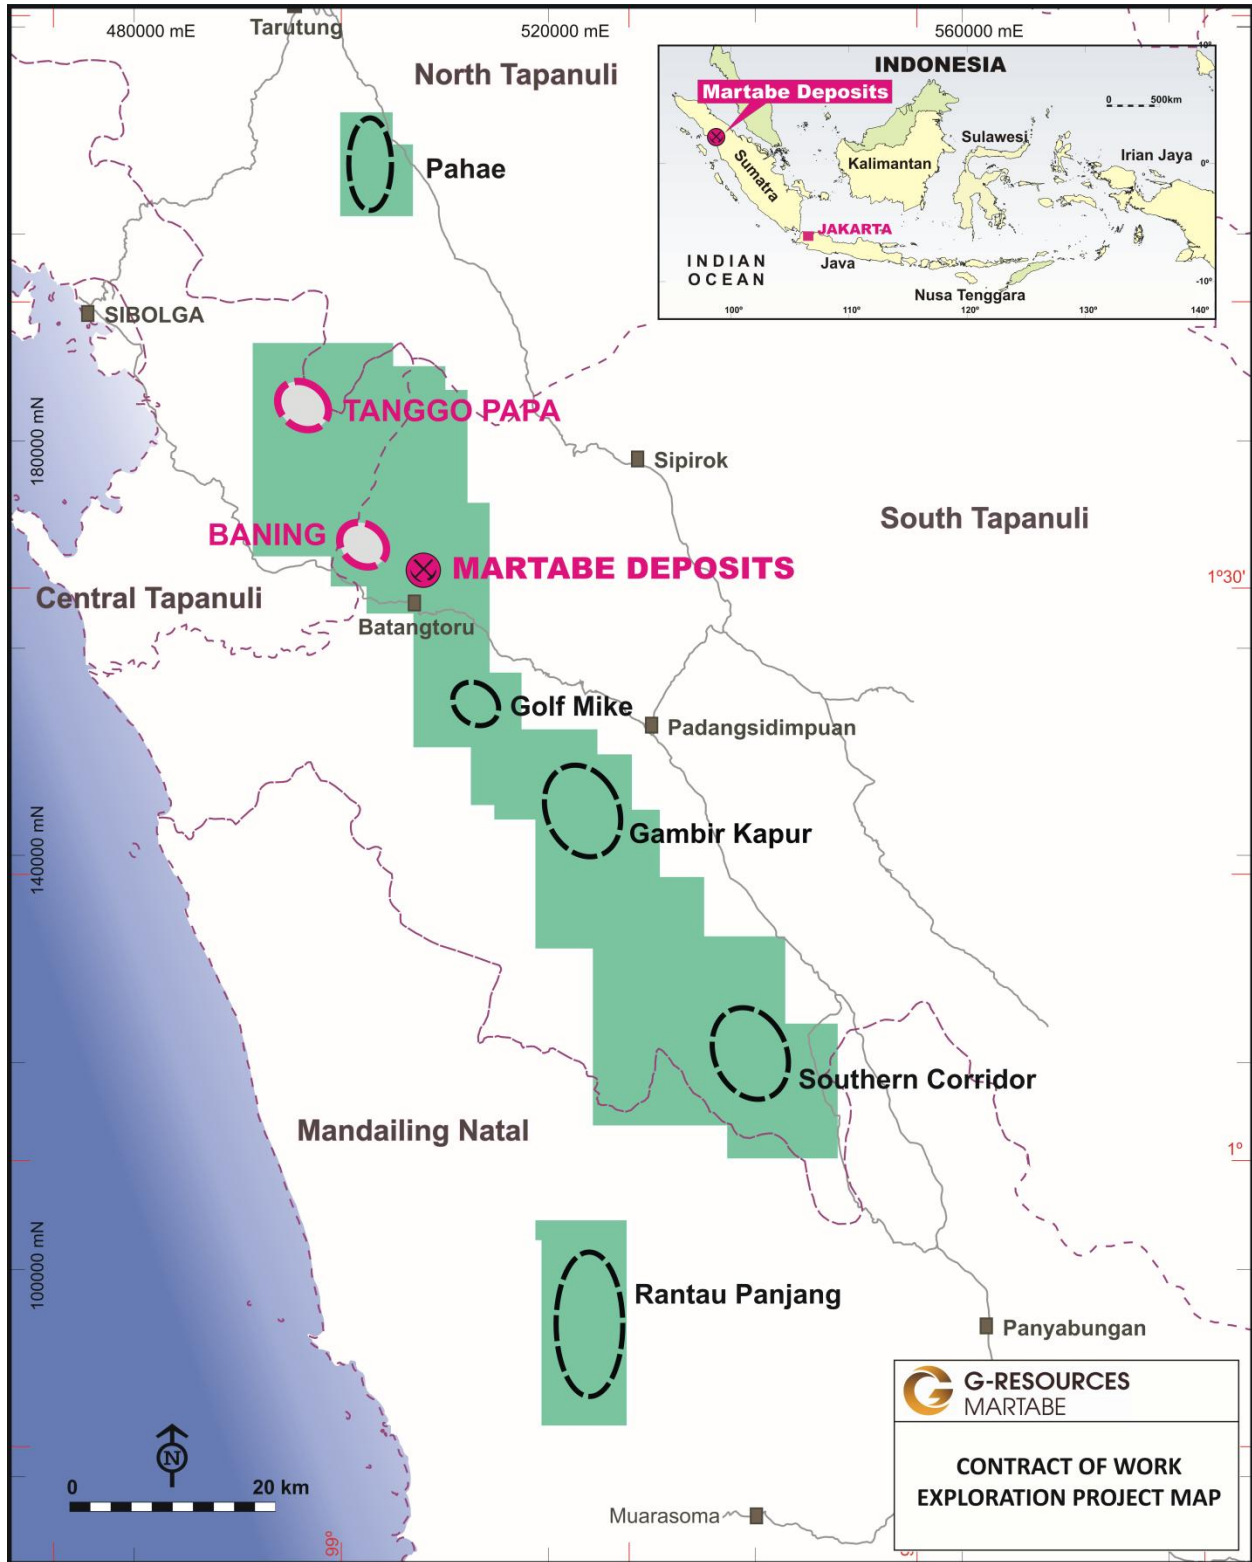 480000 mE
520000 mE
560000 mE
Tarutung
North Tapanuli
10°
INDONESIA
Martabe Deposits
0 500km
Sulawesi
Irian Jaya
Sumatra
Kalimantan
0°
JAKARTA
INDIAN
OCEAN
Java
Nusa Tenggara
-10°
100°
110°
120°
130°
140°
Pahae
SIBOLGA
TANGGO PAPA
180000 mN
Sipirok
South Tapanuli
BANING
MARTABE DEPOSITS
1°30'
Central Tapanuli
Batangtoru
Golf Mike
Padangsidimpuan
Gambir Kapur
140000 mN
Southern Corridor
Mandailing Natal
1°
100000 mN
Rantau Panjang
Panyabungan
G-RESOURCES
MARTABE
N
0 20 km
CONTRACT OF WORK
EXPLORATION PROJECT MAP
Muarasoma
99°